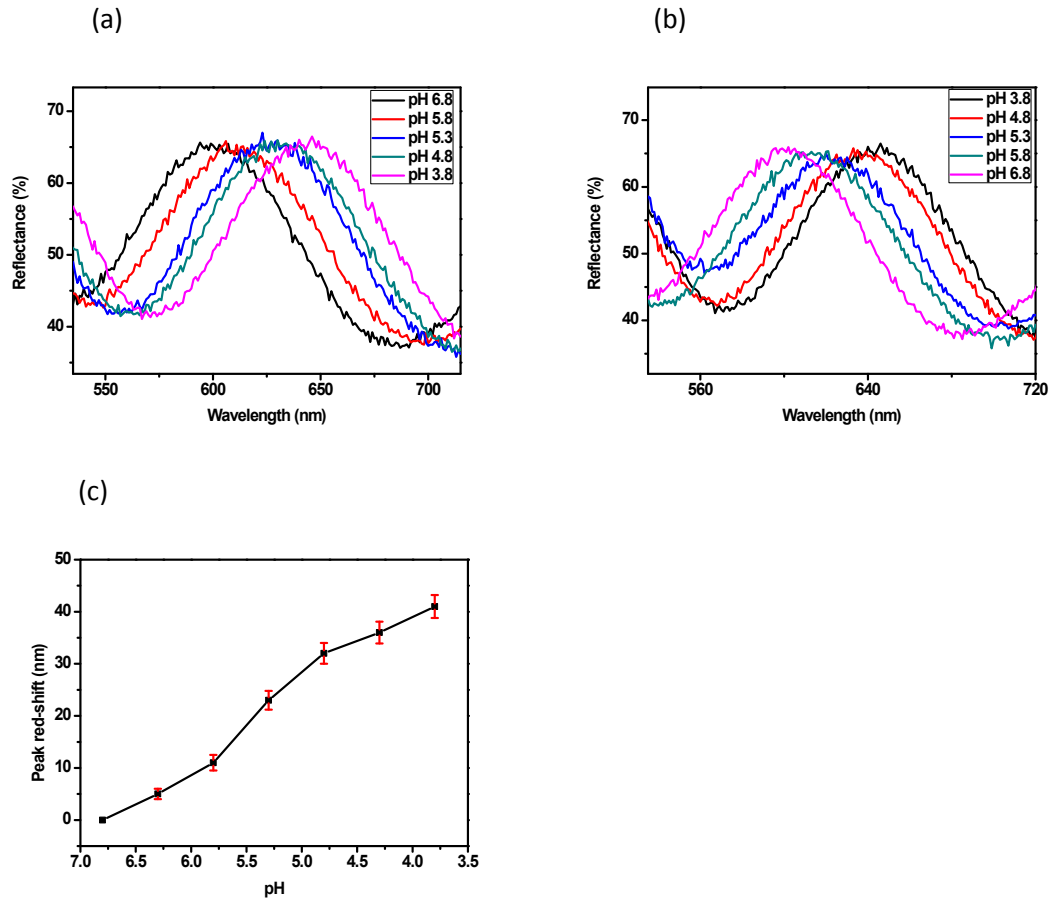 (a)
(b)
pH 6.8
pH 5.8
pH 5.3
pH 4.8
pH 3.8
70
60
50
40
Reflectance (%)
550
600
650
700
Wavelength (nm)
pH 3.8
pH 4.8
pH 5.3
pH 5.8
pH 6.8
70
60
50
40
Reflectance (%)
560
640
720
Wavelength (nm)
(c)
50
40
30
20
10
0
Peak red-shift (nm)
7.0
6.5
6.0
5.5
5.0
4.5
4.0
3.5
pH